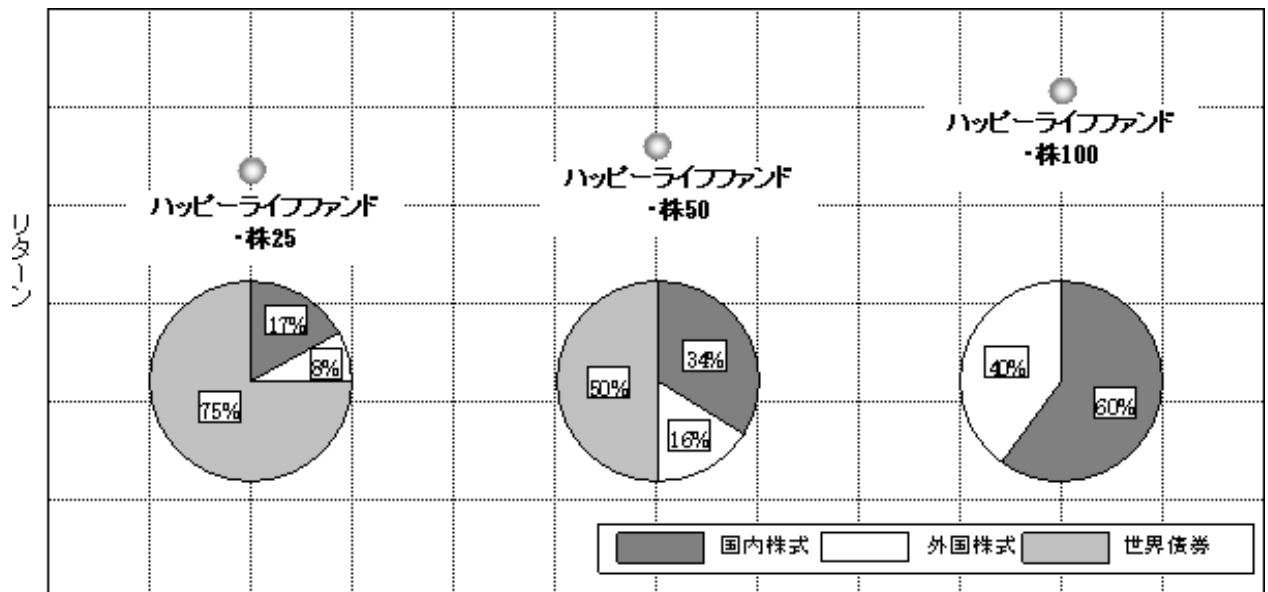 リターン
ハッピーライフファンド
-株25
ハッピーライフファンド
-株50
ハッピーライフファンド
-株100
17%
8%
75%
34%
50%
16%
40%
60%
国内株式
外国株式
世界債券